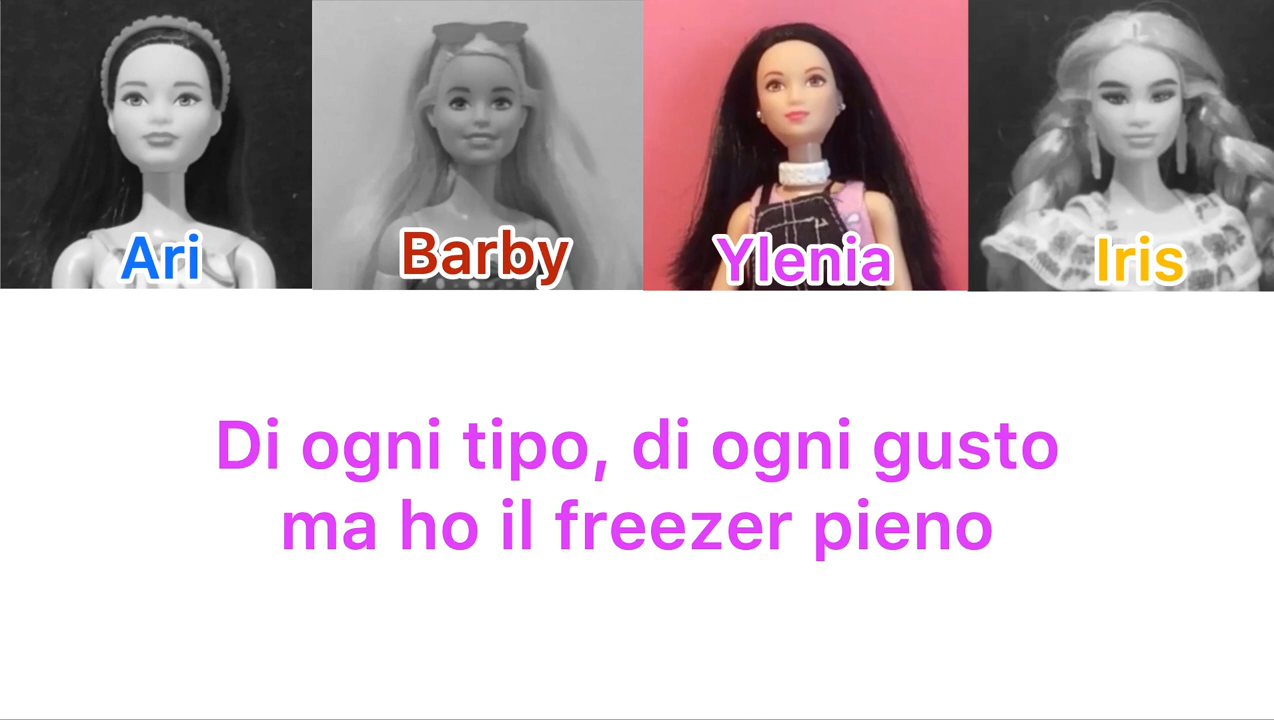 Ari
Barby
Ylenia
Iris
Di ogni tipo, di ogni gusto
ma ho il freezer pieno